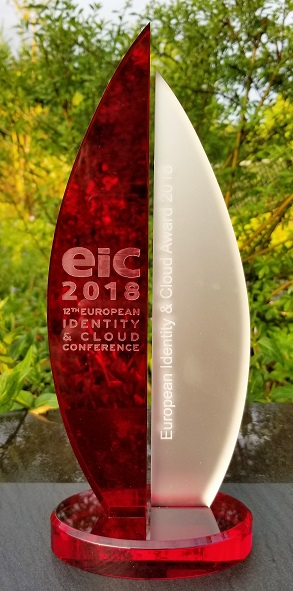 eic
2018
12TH EUROPEAN
IDENTITY
& CLOUD
CONFERENCE
European Identity & Cloud Award 2018